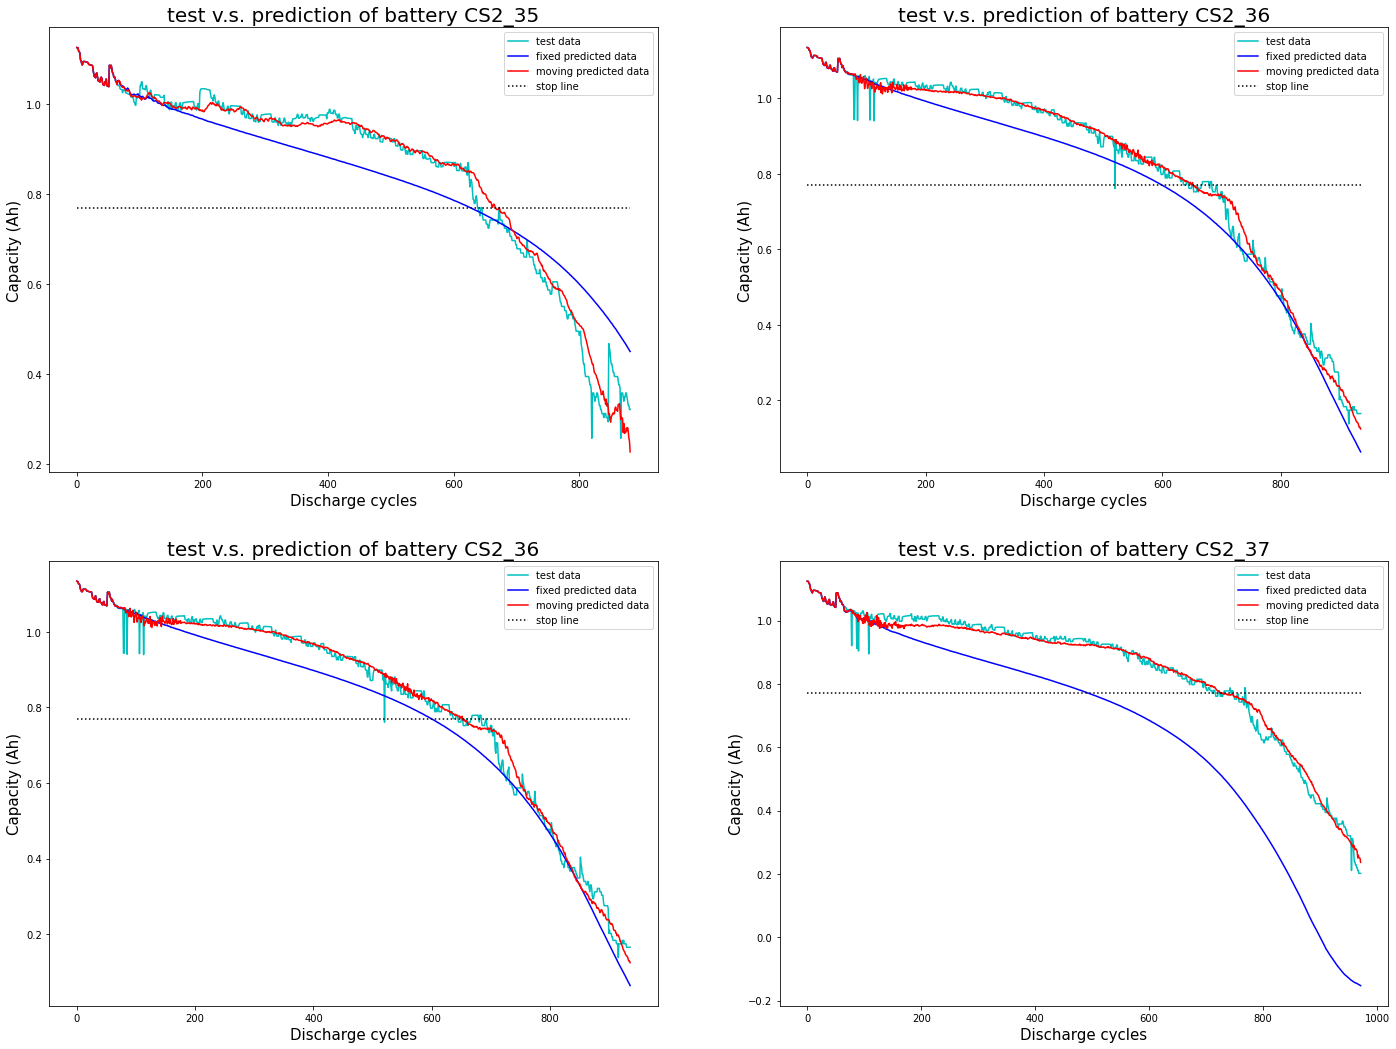 test v.s. prediction of battery CS2_35
test data
fixed predicted data
moving predicted data
stop line
Capacity (Ah)
1.0
0.8
0.6
0.4
0.2
0 200 400 600 800
Discharge cycles
test v.s. prediction of battery CS2_36
test data
fixed predicted data
moving predicted data
stop line
Capacity (Ah)
1.0
0.8
0.6
0.4
0.2
0 200 400 600 800
Discharge cycles
test v.s. prediction of battery CS2_36
test data
fixed predicted data
moving predicted data
stop line
Capacity (Ah)
1.0
0.8
0.6
0.4
0.2
0 200 400 600 800
Discharge cycles
test v.s. prediction of battery CS2_37
test data
fixed predicted data
moving predicted data
stop line
Capacity (Ah)
1.0
0.8
0.6
0.4
0.2
0.0
−0.2
0 200 400 600 800 1000
Discharge cycles